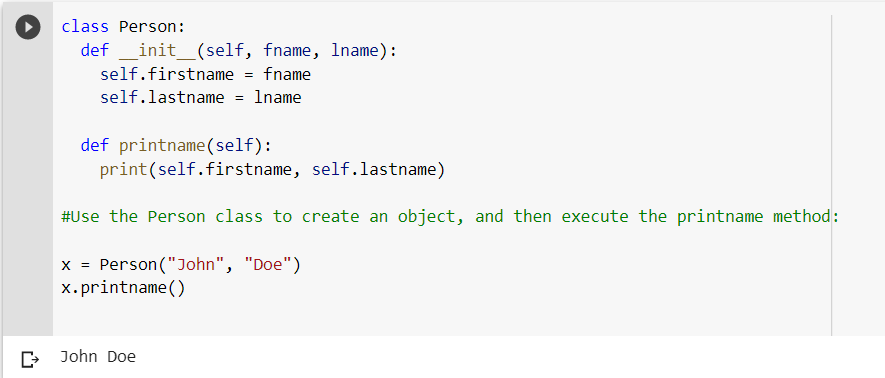 class Person:
  def __init__(self, fname, lname):
    self.firstname = fname
    self.lastname = lname

  def printname(self):
    print(self.firstname, self.lastname)

#Use the Person class to create an object, and then execute the printname method:

x = Person("John", "Doe")
x.printname()

John Doe